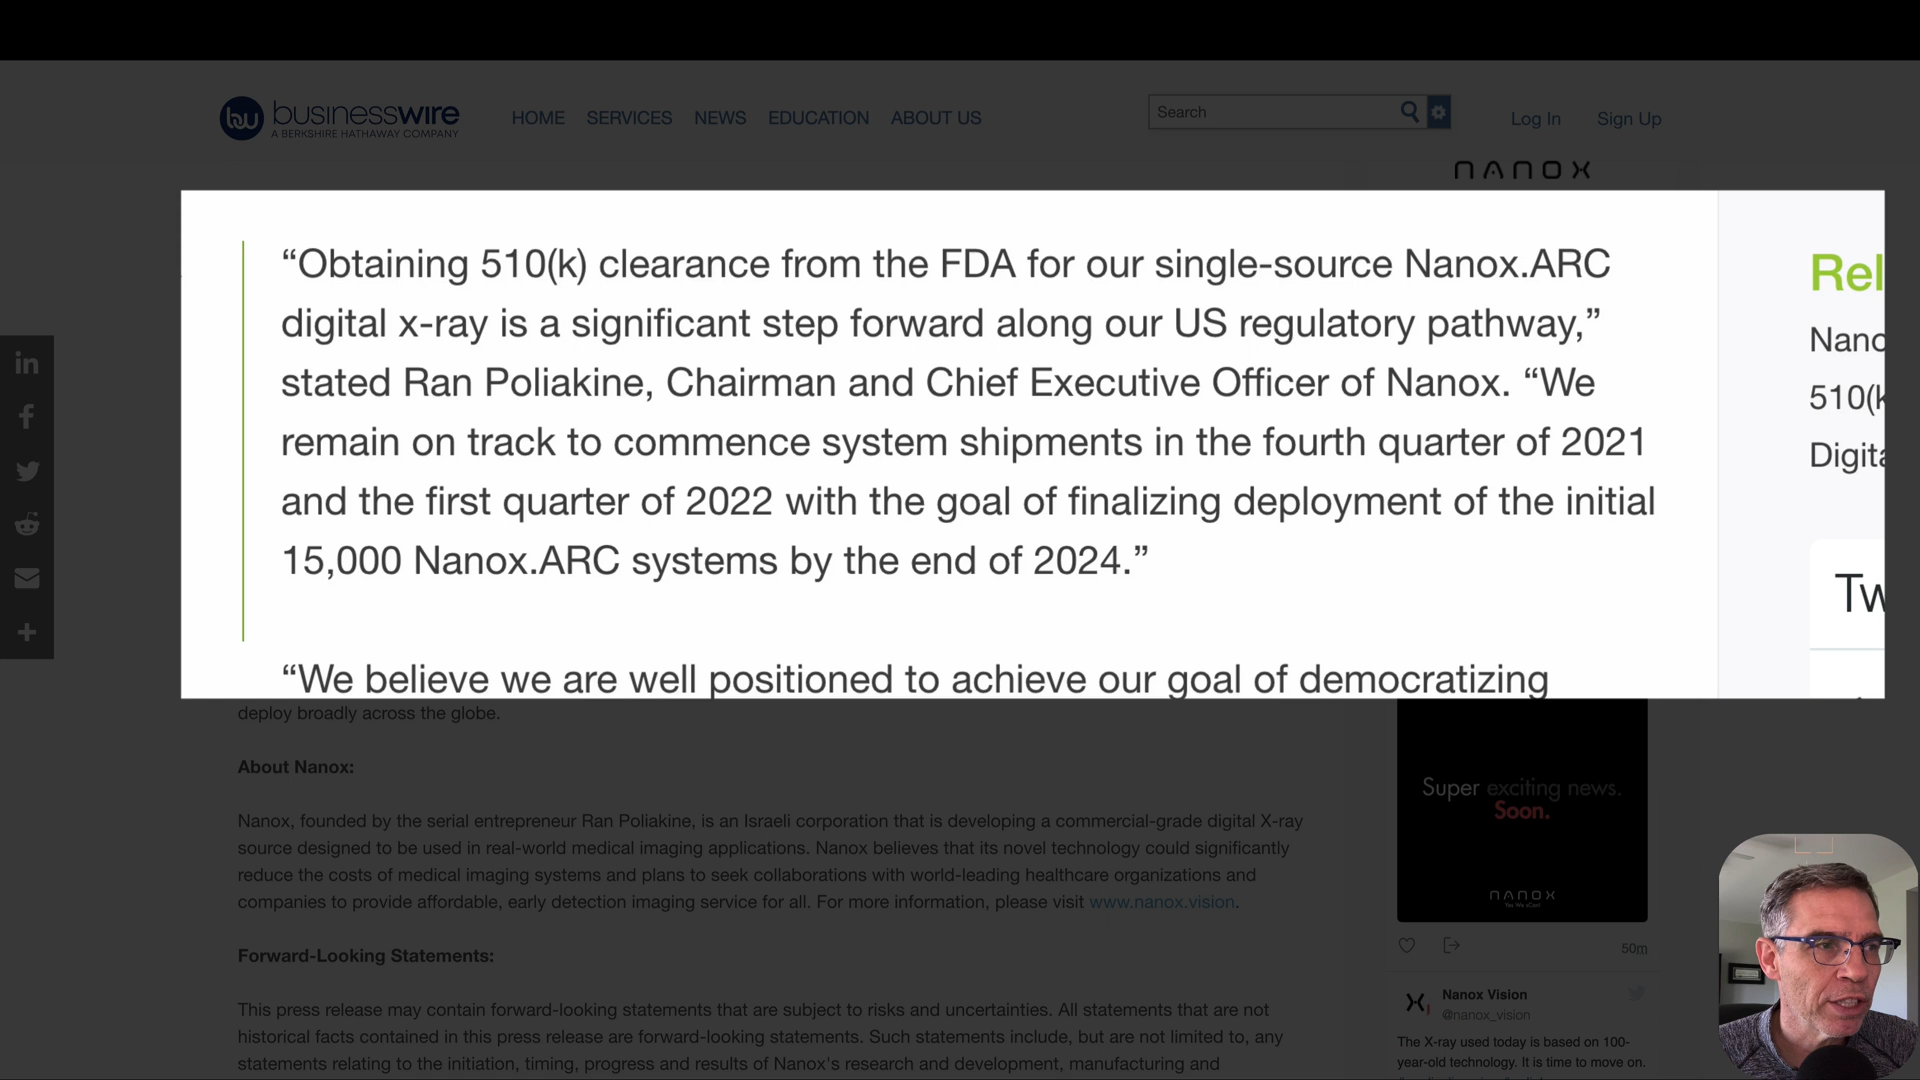 businesswire
A BERKSHIRE HATHAWAY COMPANY
HOME SERVICES NEWS EDUCATION ABOUT US
Search
Log In Sign Up
NANOX
“Obtaining 510(k) clearance from the FDA for our single-source Nanox.ARC
digital x-ray is a significant step forward along our US regulatory pathway,”
stated Ran Poliakine, Chairman and Chief Executive Officer of Nanox. “We
remain on track to commence system shipments in the fourth quarter of 2021
and the first quarter of 2022 with the goal of finalizing deployment of the initial
15,000 Nanox.ARC systems by the end of 2024.”
“We believe we are well positioned to achieve our goal of democratizing
Rel
Nano
510(k
Digita
Tw
deploy broadly across the globe.
About Nanox:
Nanox, founded by the serial entrepreneur Ran Poliakine, is an Israeli corporation that is developing a commercial-grade digital X-ray
source designed to be used in real-world medical imaging applications. Nanox believes that its novel technology could significantly
reduce the costs of medical imaging systems and plans to seek collaborations with world-leading healthcare organizations and
companies to provide affordable, early detection imaging service for all. For more information, please visit www.nanox.vision.
Forward-Looking Statements:
This press release may contain forward-looking statements that are subject to risks and uncertainties. All statements that are not
historical facts contained in this press release are forward-looking statements. Such statements include, but are not limited to, any
statements relating to the initiation, timing, progress and results of Nanox's research and development, manufacturing and
Super exciting news.
Soon.
NANOX
Yes We xCan!
50m
Nanox Vision
@nanox_vision
The X-ray used today is based on 100-
year-old technology. It is time to move on.